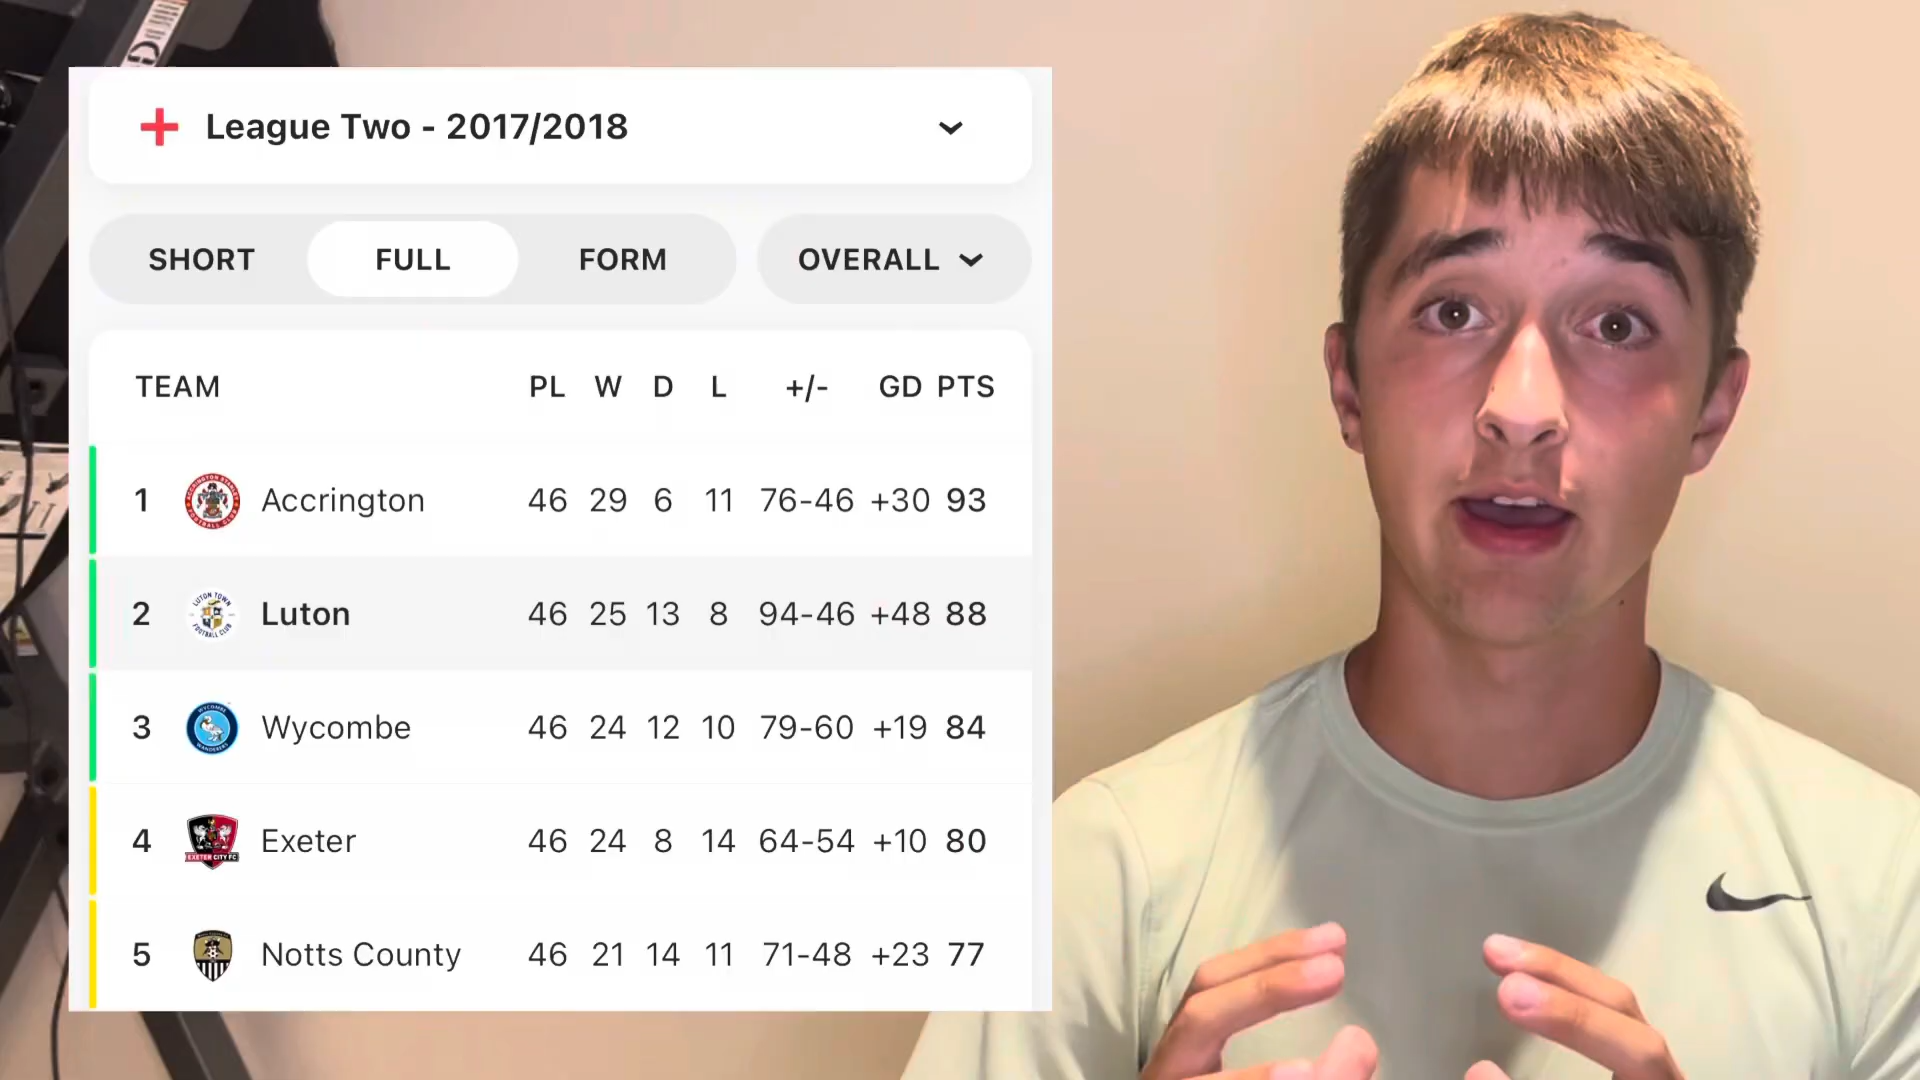 League Two - 2017/2018
SHORT FULL FORM OVERALL
TEAM PL W D L +/- GD PTS
1 Accrington 46 29 6 11 76-46 +30 93
2 Luton 46 25 13 8 94-46 +48 88
3 Wycombe 46 24 12 10 79-60 +19 84
4 EXETER CITY FC Exeter 46 24 8 14 64-54 +10 80
5 Notts County 46 21 14 11 71-48 +23 77